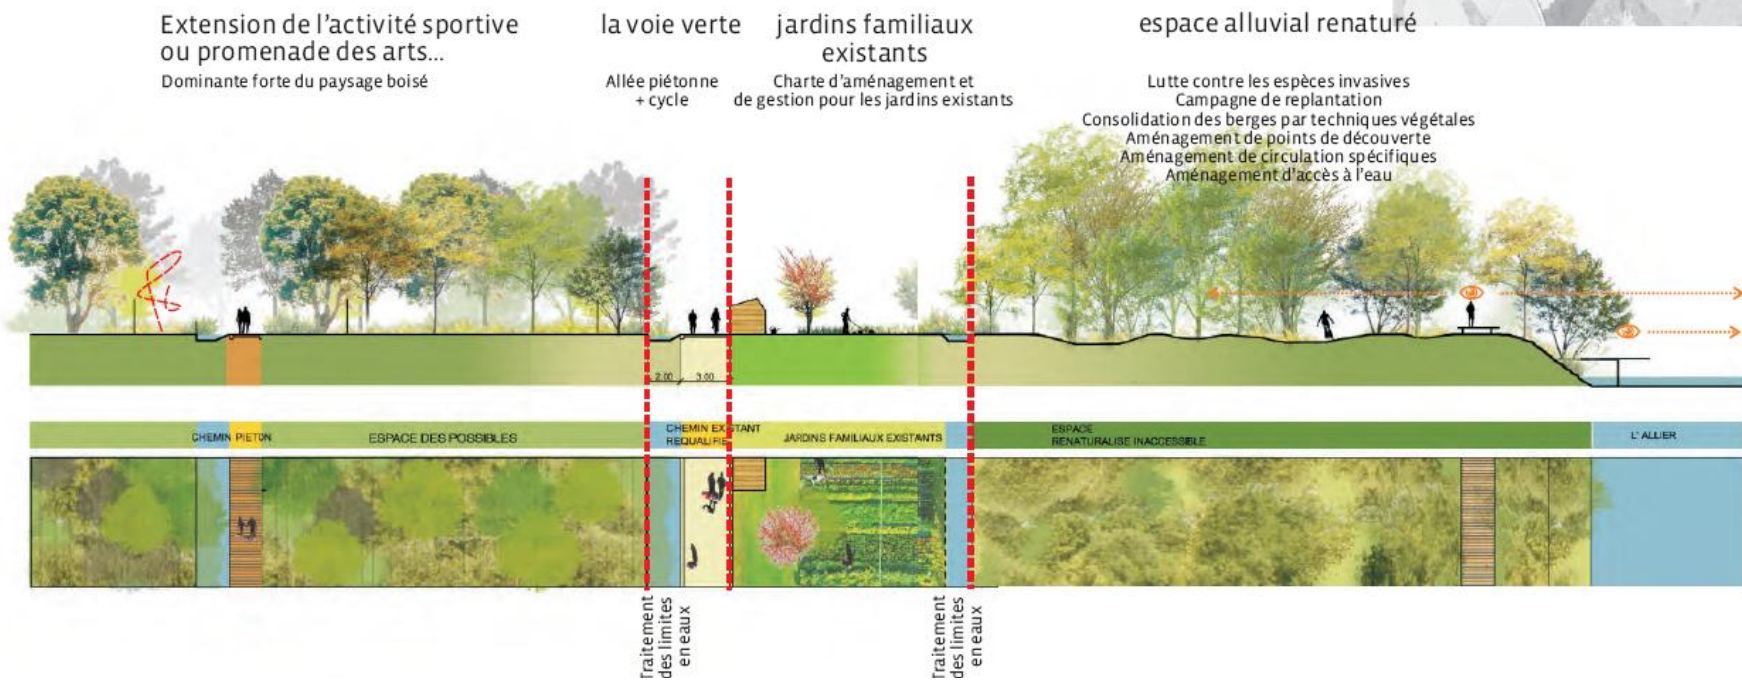 Extension de l'activité sportive
ou promenade des arts...
Dominante forte du paysage boisé
la voie verte
Allée piétonne
+ cycle
jardins familiaux
existants
Charte d'aménagement et
de gestion pour les jardins existants
espace alluvial renaturé
Lutte contre les espèces invasives
Campagne de replantation
Consolidation des berges par techniques végétales
Aménagement de points de découverte
Aménagement de circulation spécifiques
Aménagement d'accès à l'eau
2.00
3.00
CHEMIN PIETON
ESPACE DES POSSIBLES
CHEMIN EXISTANT
REQUALIFIE
JARDINS FAMILIAUX EXISTANTS
ESPACE
RENATURALISE INACCESSIBLE
L'ALLIER
Traitement
des limites
en eaux
Traitement
des limites
en eaux